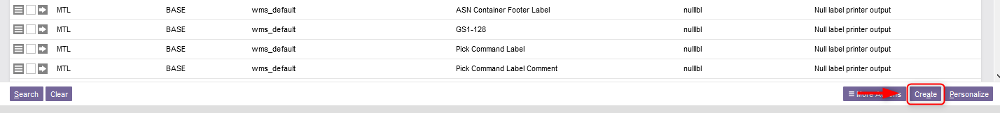 MTL BASE wms_default ASN Container Footer Label nulllbl Null label printer output
MTL BASE wms_default GS1-128 nulllbl Null label printer output
MTL BASE wms_default Pick Command Label nulllbl Null label printer output
MTL BASE wms_default Pick Command Label Comment nulllbl Null label printer output
Search Clear More Actions Create Personalize